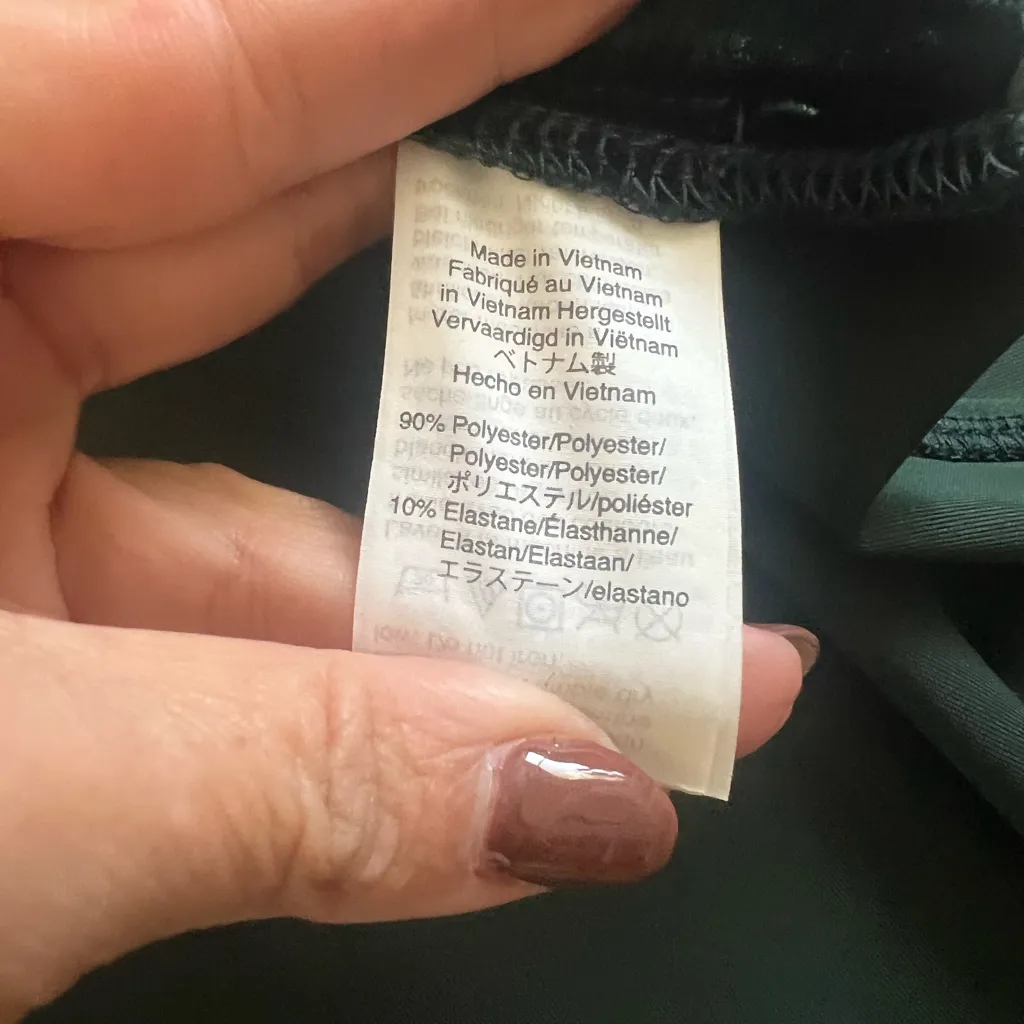 Made in Vietnam
Fabriqué au Vietnam
in Vietnam Hergestellt
Vervaardigd in Viëtnam
ベトナム製
Hecho en Vietnam
90% Polyester/Polyester/
Polyester/Polyester/
ポリエステル/poliéster
10% Elastane/Élasthanne/
Elastan/Elastaan/
エラステーン/elastano